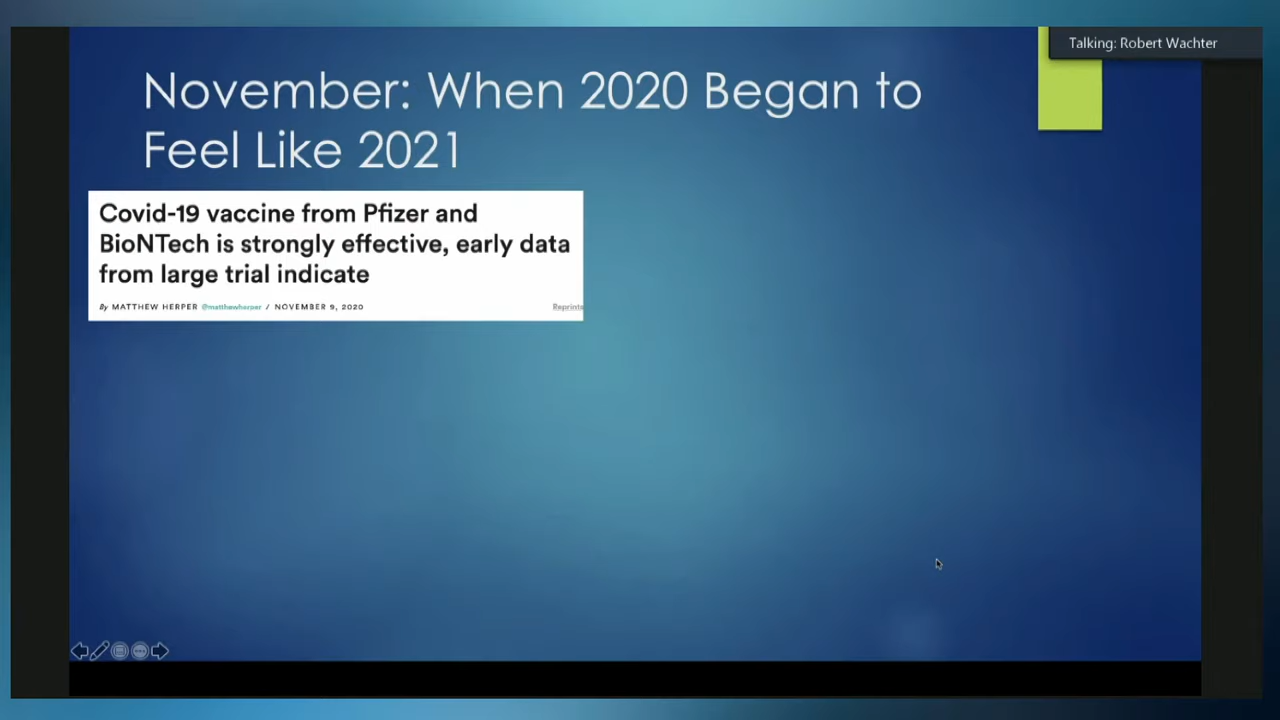 Talking: Robert Wachter
November: When 2020 Began to
Feel Like 2021
Covid-19 vaccine from Pfizer and
BioNTech is strongly effective, early data
from large trial indicate
By MATTHEW HERPER @matthewherper / NOVEMBER 9, 2020 Reprints